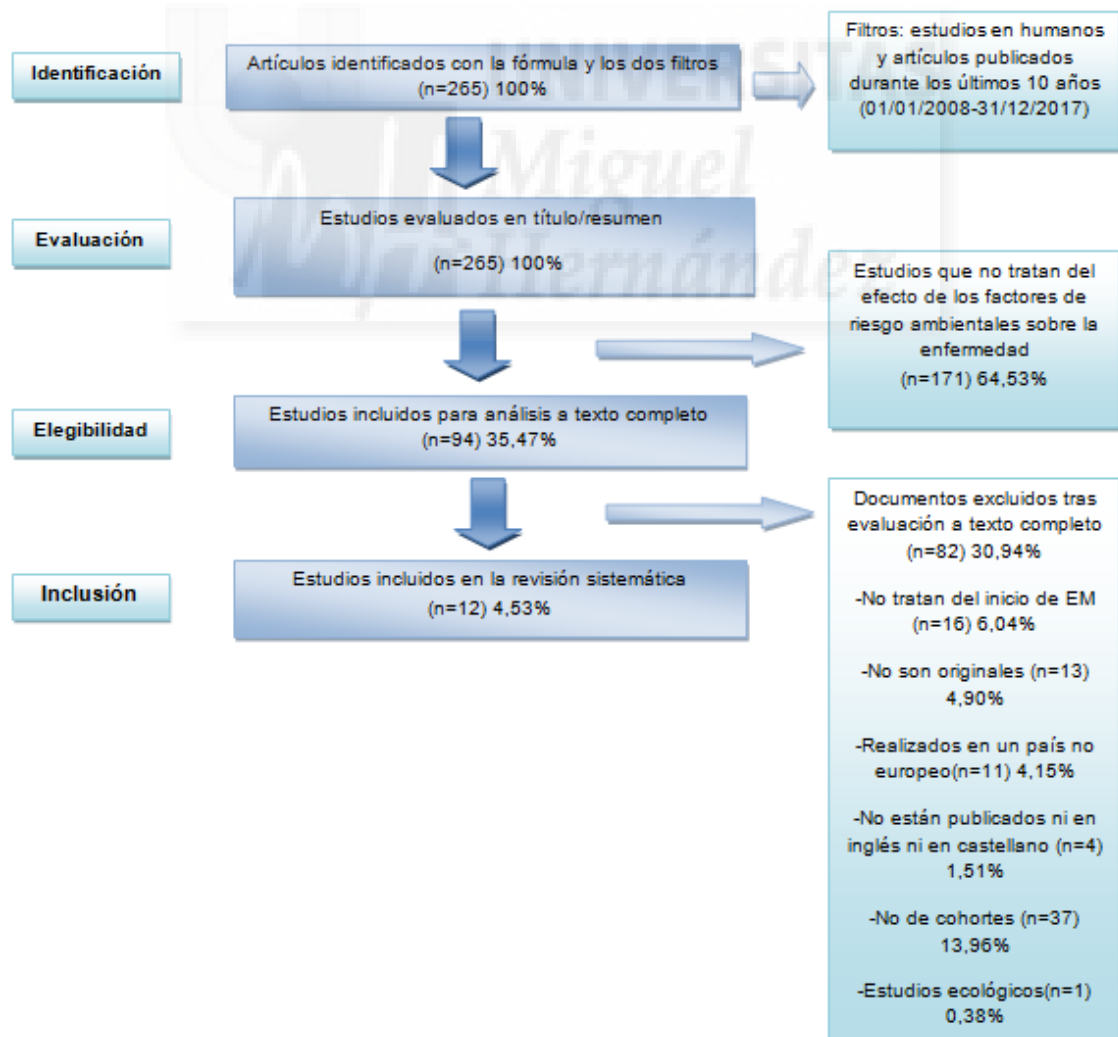 Identificación
Artículos identificados con la fórmula y los dos filtros
(n=265) 100%
Filtros: estudios en humanos
y artículos publicados
durante los últimos 10 años
(01/01/2008-31/12/2017)
UNIVERSITAS
Miguel
Hernández
Evaluación
Estudios evaluados en título/resumen
(n=265) 100%
Estudios que no tratan del
efecto de los factores de
riesgo ambientales sobre la
enfermedad
(n=171) 64,53%
Elegibilidad
Estudios incluidos para análisis a texto completo
(n=94) 35,47%
Documentos excluidos tras
evaluación a texto completo
(n=82) 30,94%
-No tratan del inicio de EM
(n=16) 6,04%
-No son originales (n=13)
4,90%
-Realizados en un país no
europeo(n=11) 4,15%
-No están publicados ni en
inglés ni en castellano (n=4)
1,51%
-No de cohortes (n=37)
13,96%
-Estudios ecológicos(n=1)
0,38%
Inclusión
Estudios incluidos en la revisión sistemática
(n=12) 4,53%